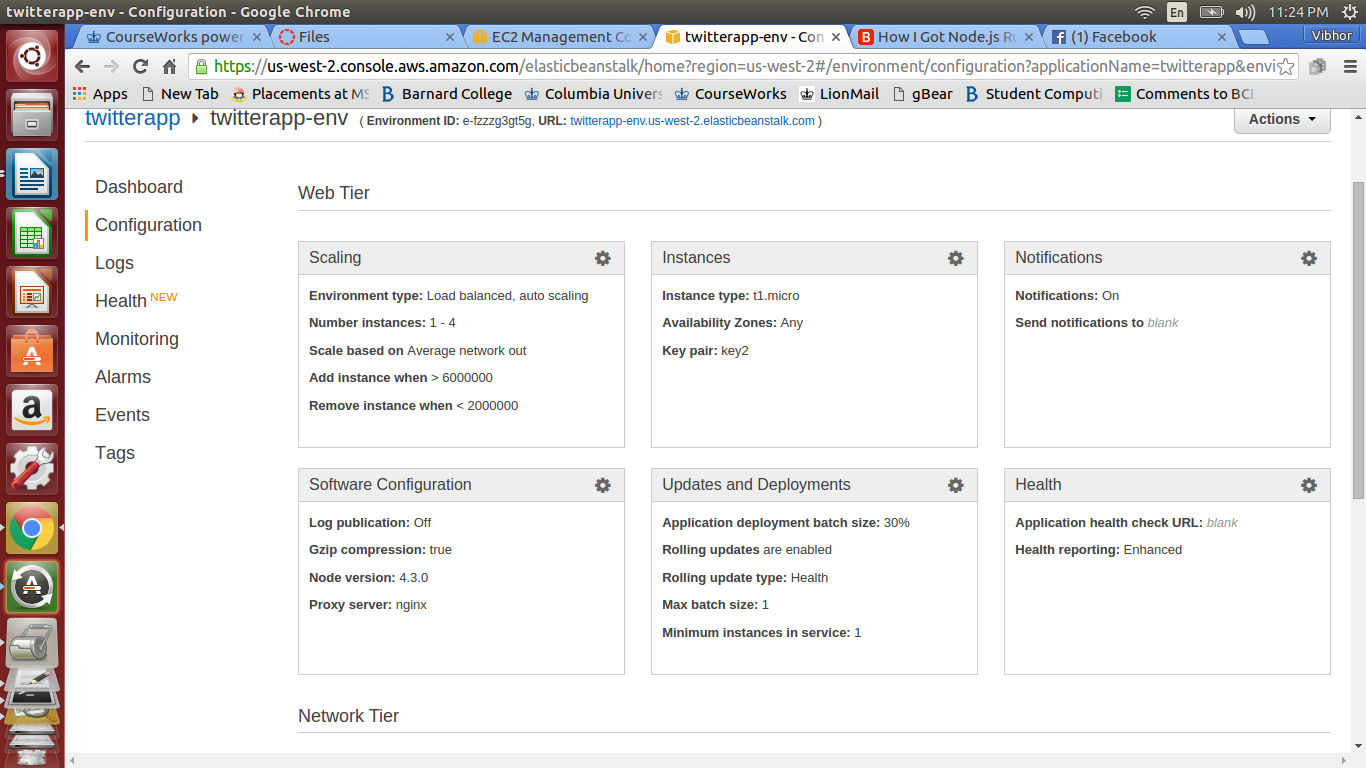 twitterapp-env - Configuration - Google Chrome
En
11:24 PM
CourseWorks power
Files
EC2 Management Co
twitterapp-env - Con
How I Got Node.js Ru
(1) Facebook
Vibhor
https://us-west-2.console.aws.amazon.com/elasticbeanstalk/home?region=us-west-2#/environment/configuration?applicationName=twitterapp&envi
Apps
New Tab
Placements at MS
Barnard College
Columbia Univers
CourseWorks
LionMail
gBear
Student Computi
Comments to BCI
twitterapp
twitterapp-env
( Environment ID: e-fzzzg3gt5g, URL: twitterapp-env.us-west-2.elasticbeanstalk.com )
Actions
Dashboard
Configuration
Logs
Health NEW
Monitoring
Alarms
Events
Tags
Web Tier
Scaling
Environment type: Load balanced, auto scaling
Number instances: 1 - 4
Scale based on Average network out
Add instance when > 6000000
Remove instance when < 2000000
Instances
Instance type: t1.micro
Availability Zones: Any
Key pair: key2
Notifications
Notifications: On
Send notifications to blank
Software Configuration
Log publication: Off
Gzip compression: true
Node version: 4.3.0
Proxy server: nginx
Updates and Deployments
Application deployment batch size: 30%
Rolling updates are enabled
Rolling update type: Health
Max batch size: 1
Minimum instances in service: 1
Health
Application health check URL: blank
Health reporting: Enhanced
Network Tier